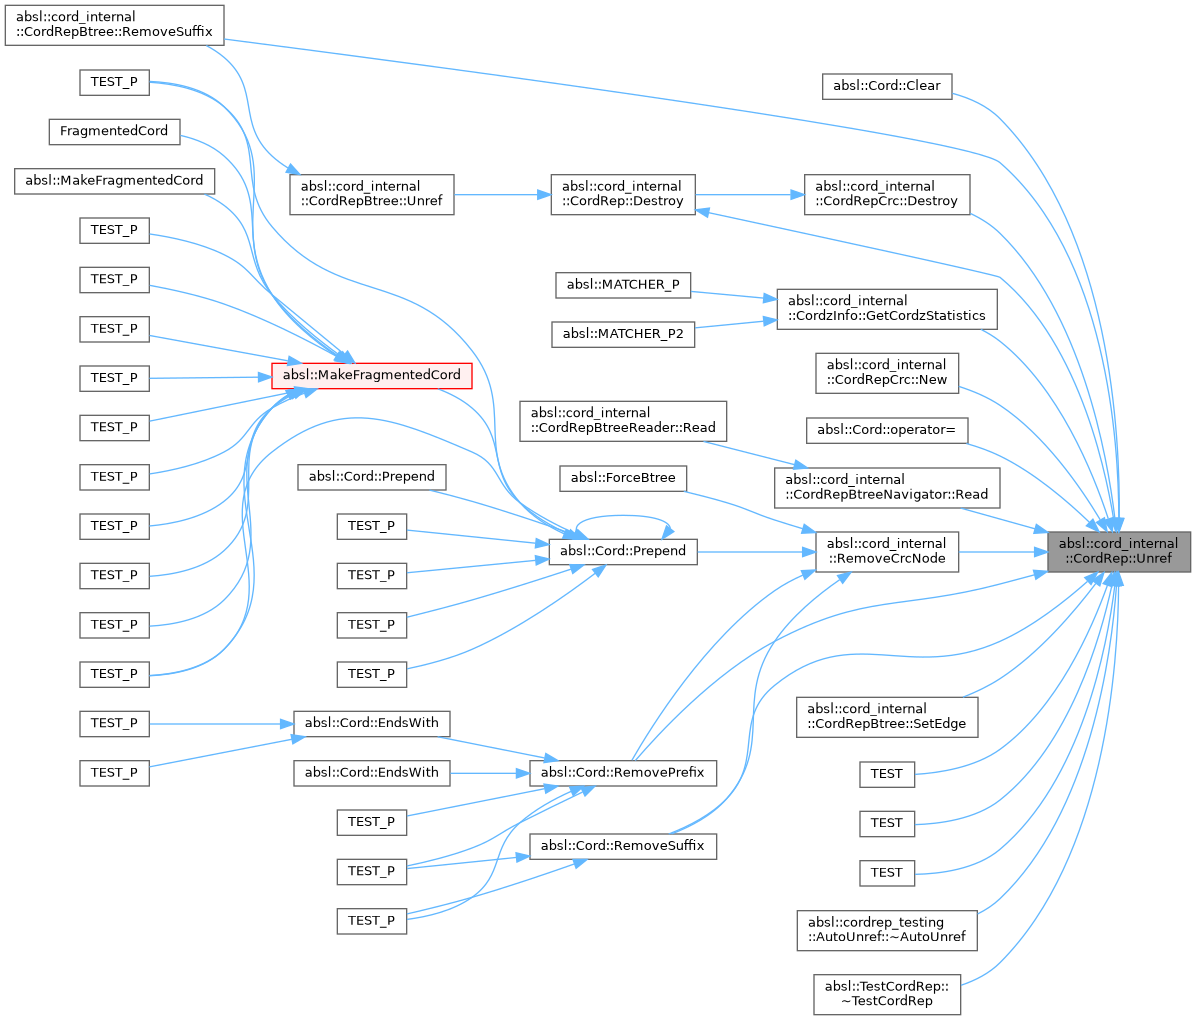 absl::cord_internal
::CordRepBtree::RemoveSuffix
TEST_P
FragmentedCord
absl::MakeFragmentedCord
TEST_P
TEST_P
TEST_P
TEST_P
TEST_P
TEST_P
TEST_P
TEST_P
TEST_P
TEST_P
TEST_P
TEST_P
absl::cord_internal
::CordRepBtree::Unref
absl::MakeFragmentedCord
absl::Cord::Prepend
TEST_P
TEST_P
TEST_P
TEST_P
absl::Cord::EndsWith
absl::Cord::EndsWith
TEST_P
TEST_P
TEST_P
absl::cord_internal
::CordRep::Destroy
absl::MATCHER_P
absl::MATCHER_P2
absl::cord_internal
::CordRepBtreeReader::Read
absl::ForceBtree
absl::Cord::Prepend
absl::Cord::RemovePrefix
absl::Cord::RemoveSuffix
absl::Cord::Clear
absl::cord_internal
::CordRepCrc::Destroy
absl::cord_internal
::CordzInfo::GetCordzStatistics
absl::cord_internal
::CordRepCrc::New
absl::Cord::operator=
absl::cord_internal
::CordRepBtreeNavigator::Read
absl::cord_internal
::RemoveCrcNode
absl::cord_internal
::CordRepBtree::SetEdge
TEST
TEST
TEST
absl::cordrep_testing
::AutoUnref::~AutoUnref
absl::TestCordRep::
~TestCordRep
absl::cord_internal
::CordRep::Unref